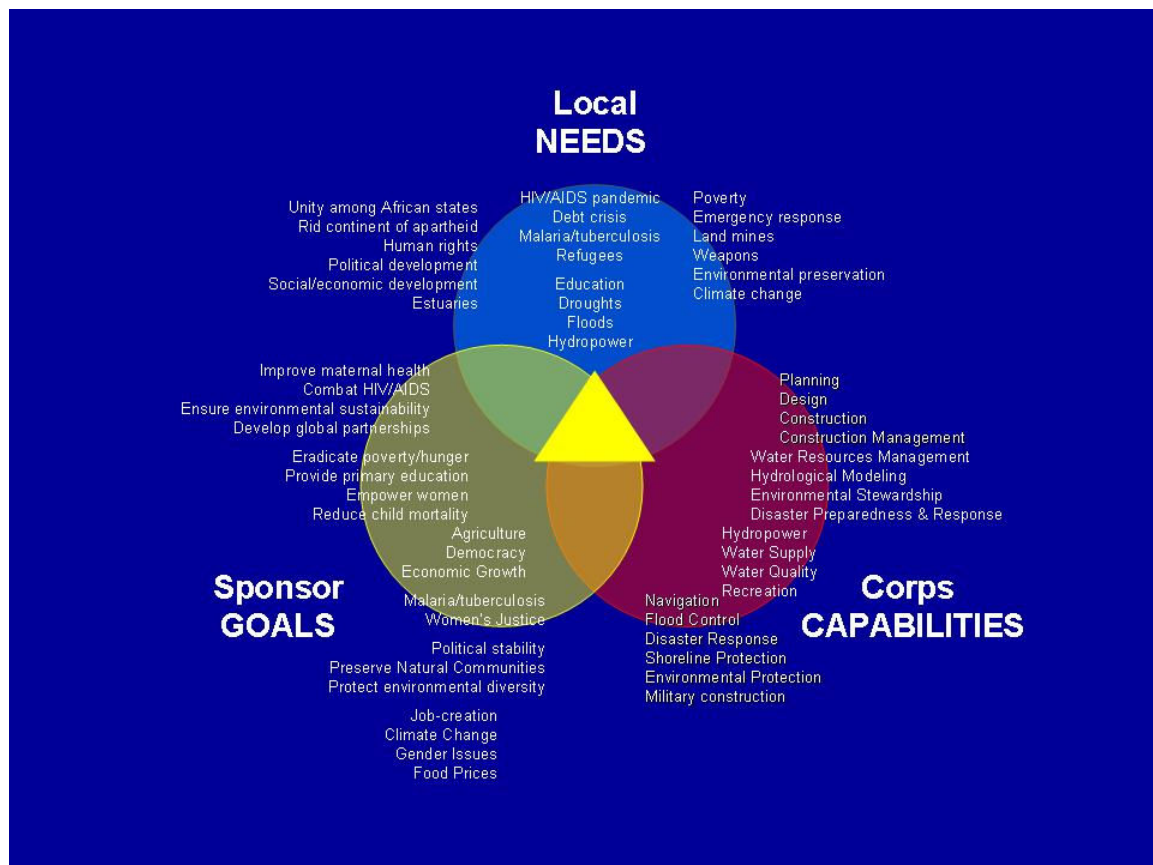 Local
NEEDS
Unity among African states
Rid continent of apartheid
Human rights
Political development
Social/economic development
Estuaries
HIV/AIDS pandemic
Debt crisis
Malaria/tuberculosis
Refugees
Education
Droughts
Floods
Hydropower
Poverty
Emergency response
Land mines
Weapons
Environmental preservation
Climate change
Improve maternal health
Combat HIV/AIDS
Ensure environmental sustainability
Develop global partnerships
Eradicate poverty/hunger
Provide primary education
Empower women
Reduce child mortality
Agriculture
Democracy
Economic Growth
Malaria/tuberculosis
Women's Justice
Political stability
Preserve Natural Communities
Protect environmental diversity
Job-creation
Climate Change
Gender Issues
Food Prices
Sponsor
GOALS
Planning
Design
Construction
Construction Management
Water Resources Management
Hydrological Modeling
Environmental Stewardship
Disaster Preparedness & Response
Hydropower
Water Supply
Water Quality
Recreation
Navigation
Flood Control
Disaster Response
Shoreline Protection
Environmental Protection
Military construction
Corps
CAPABILITIES